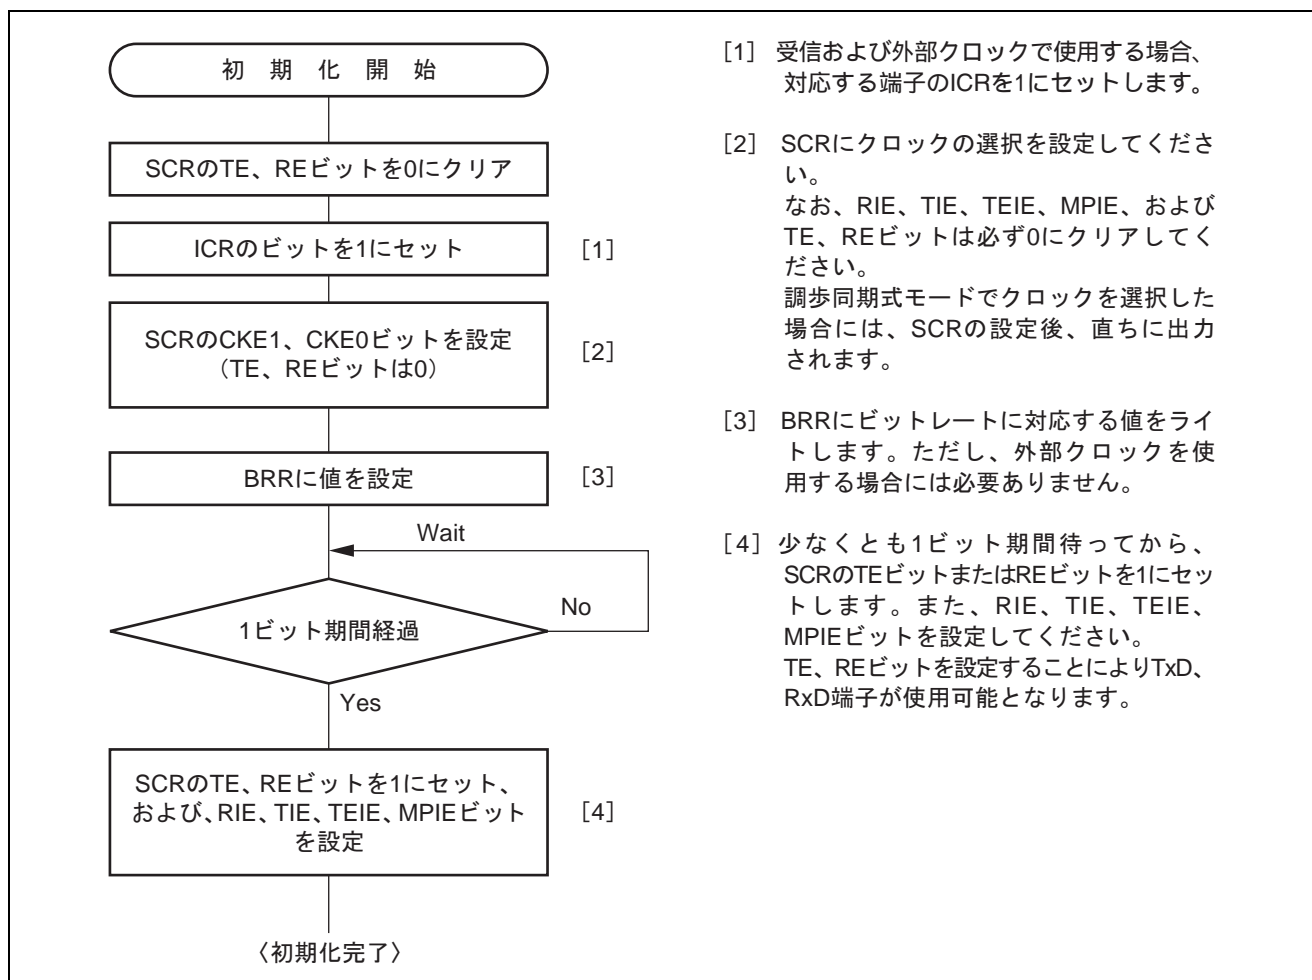 初 期 化 開 始
SCRのTE、REビットを0にクリア
ICRのビットを1にセット
[1]
SCRのCKE1、CKE0ビットを設定
（TE、REビットは0）
[2]
BRRに値を設定
[3]
Wait
1ビット期間経過
No
Yes
SCRのTE、REビットを1にセット、
および、RIE、TIE、TEIE、MPIEビット
を設定
[4]
〈初期化完了〉
[1] 受信および外部クロックで使用する場合、
対応する端子のICRを1にセットします。
[2] SCRにクロックの選択を設定してくださ
い。
なお、RIE、TIE、TEIE、MPIE、および
TE、REビットは必ず0にクリアしてく
ださい。
調歩同期式モードでクロックを選択した
場合には、SCRの設定後、直ちに出力
されます。
[3] BRRにビットレートに対応する値をライ
トします。ただし、外部クロックを使
用する場合には必要ありません。
[4] 少なくとも1ビット期間待ってから、
SCRのTEビットまたはREビットを1にセッ
トします。また、RIE、TIE、TEIE、
MPIEビットを設定してください。
TE、REビットを設定することによりTxD、
RxD端子が使用可能となります。